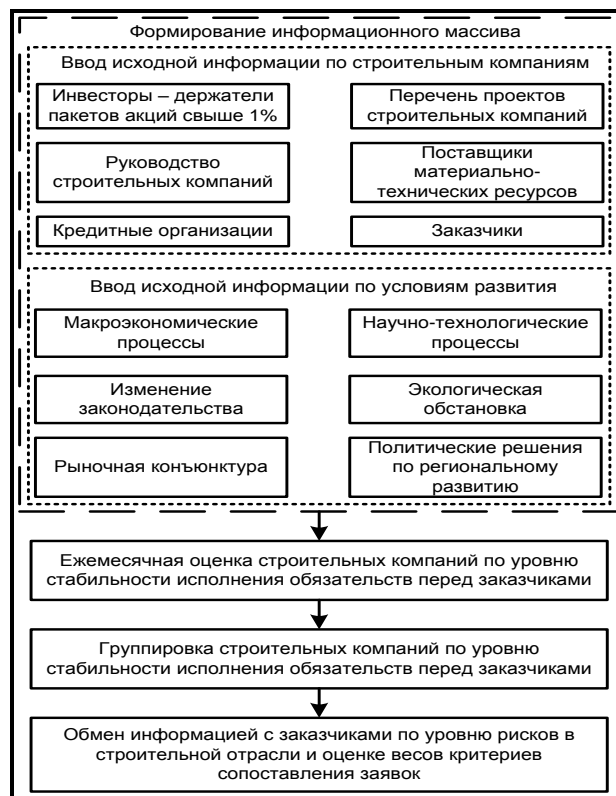 Формирование информационного массива
Ввод исходной информации по строительным компаниям
Инвесторы – держатели
пакетов акций свыше 1%
Перечень проектов
строительных компаний
Руководство
строительных компаний
Поставщики
материально-
технических ресурсов
Кредитные организации
Заказчики
Ввод исходной информации по условиям развития
Макроэкономические
процессы
Научно-технологические
процессы
Изменение
законодательства
Экологическая
обстановка
Рыночная конъюнктура
Политические решения
по региональному
развитию
Ежемесячная оценка строительных компаний по уровню
стабильности исполнения обязательств перед заказчиками
Группировка строительных компаний по уровню
стабильности исполнения обязательств перед заказчиками
Обмен информацией с заказчиками по уровню рисков в
строительной отрасли и оценке весов критериев
сопоставления заявок